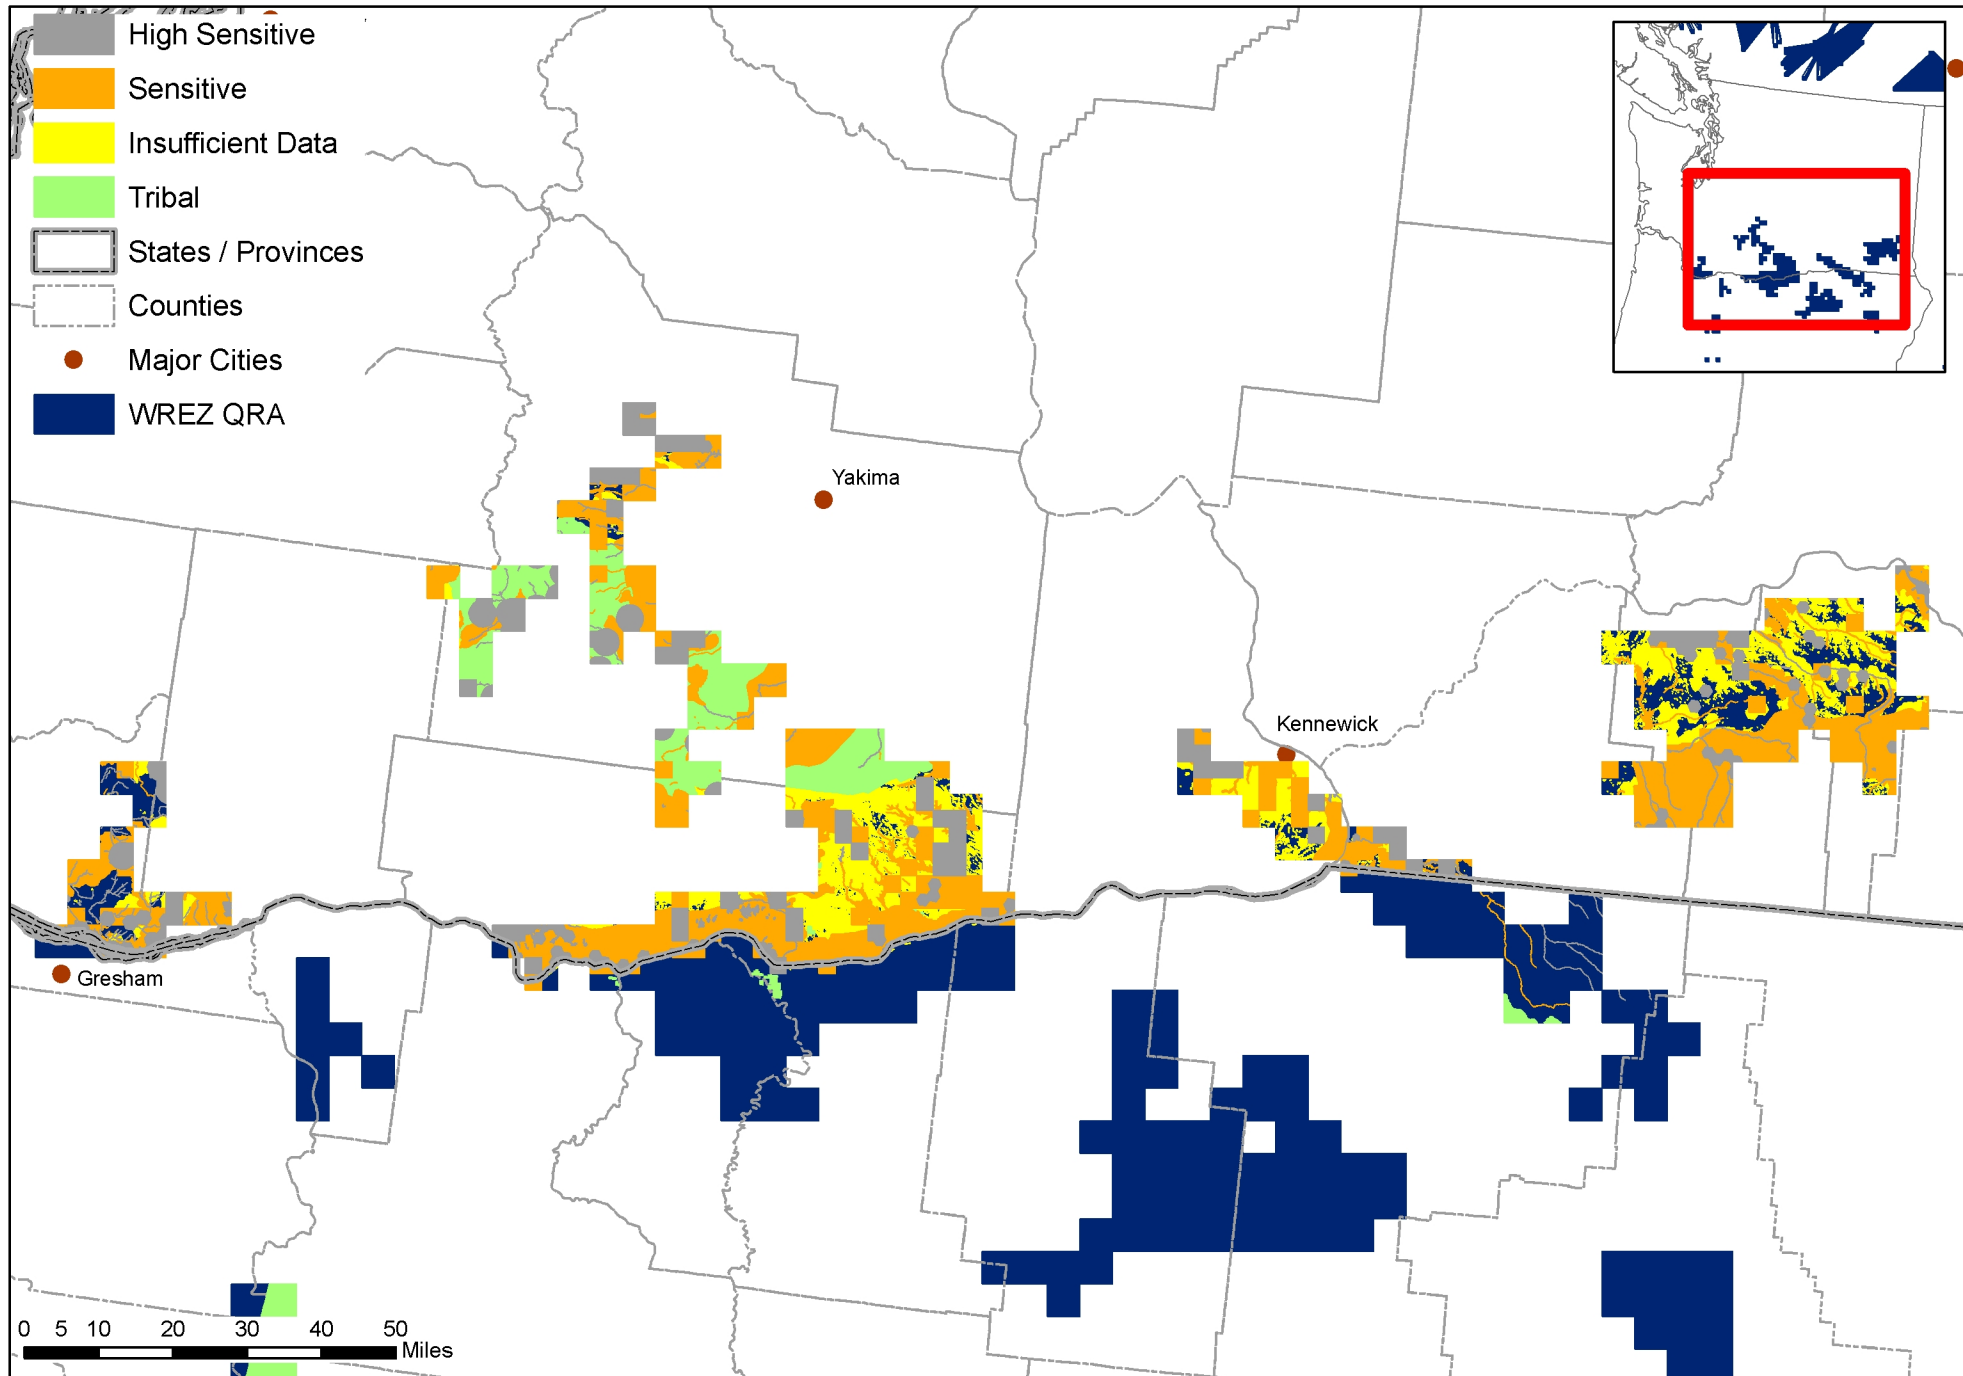 High Sensitive
Sensitive
Insufficient Data
Tribal
States / Provinces
Counties
Major Cities
WREZ QRA
Yakima
Kennewick
Gresham
0 5 10 20 30 40 50
Miles